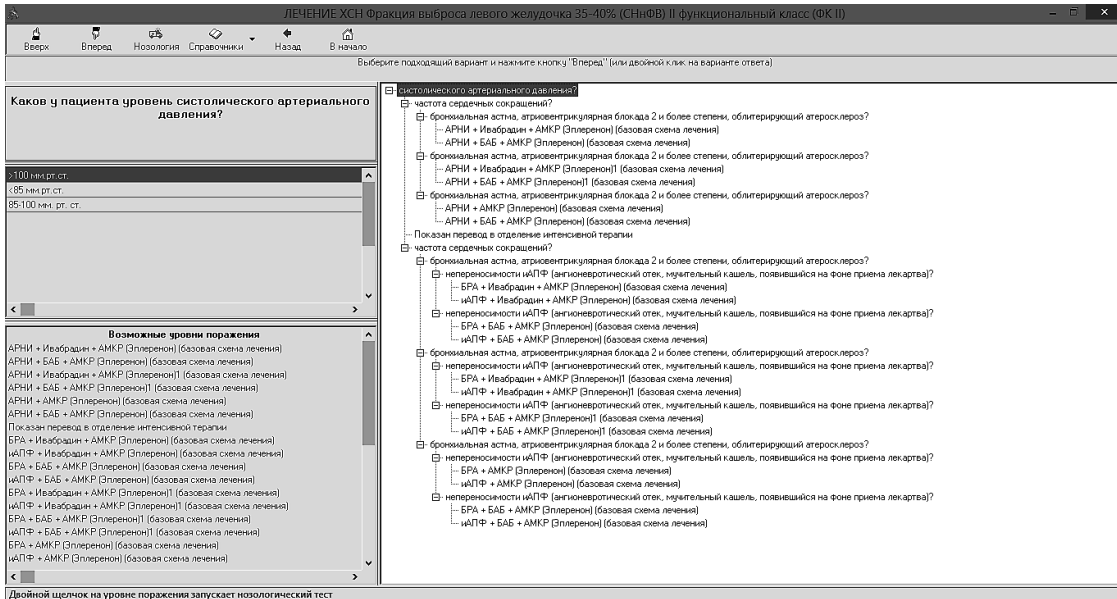 ЛЕЧЕНИЕ ХСН Фракция выброса левого желудочка 35-40% (СНнФВ) II функциональный класс (ФК II)
Вверх Вперед Нозология Справочники Назад В начало
Выберите подходящий вариант и нажмите кнопку "Вперед" (или двойной клик на варианте ответа)
Каков у пациента уровень систолического артериального
давления?
>100 мм.рт.ст.
<85 мм.рт.ст.
85-100 мм. рт. ст.
Возможные уровни поражения
АРНИ + Ивабрадин + АМКР (Эплеренон) (базовая схема лечения)
АРНИ + БАБ + АМКР (Эплеренон) (базовая схема лечения)
АРНИ + Ивабрадин + АМКР (Эплеренон)1 (базовая схема лечения)
АРНИ + БАБ + АМКР (Эплеренон)1 (базовая схема лечения)
АРНИ + АМКР (Эплеренон) (базовая схема лечения)
АРНИ + БАБ + АМКР (Эплеренон) (базовая схема лечения)
Показан перевод в отделение интенсивной терапии
БРА + Ивабрадин + АМКР (Эплеренон) (базовая схема лечения)
иАПФ + Ивабрадин + АМКР (Эплеренон) (базовая схема лечения)
БРА + БАБ + АМКР (Эплеренон) (базовая схема лечения)
иАПФ + БАБ + АМКР (Эплеренон) (базовая схема лечения)
БРА + Ивабрадин + АМКР (Эплеренон)1 (базовая схема лечения)
иАПФ + Ивабрадин + АМКР (Эплеренон)1 (базовая схема лечения)
БРА + БАБ + АМКР (Эплеренон)1 (базовая схема лечения)
иАПФ + БАБ + АМКР (Эплеренон)1 (базовая схема лечения)
БРА + АМКР (Эплеренон) (базовая схема лечения)
иАПФ + АМКР (Эплеренон) (базовая схема лечения)
систолического артериального давления?
частота сердечных сокращений?
бронхиальная астма, атриовентрикулярная блокада 2 и более степени, облитерирующий атеросклероз?
АРНИ + Ивабрадин + АМКР (Эплеренон) (базовая схема лечения)
АРНИ + БАБ + АМКР (Эплеренон) (базовая схема лечения)
бронхиальная астма, атриовентрикулярная блокада 2 и более степени, облитерирующий атеросклероз?
АРНИ + Ивабрадин + АМКР (Эплеренон)1 (базовая схема лечения)
АРНИ + БАБ + АМКР (Эплеренон)1 (базовая схема лечения)
бронхиальная астма, атриовентрикулярная блокада 2 и более степени, облитерирующий атеросклероз?
АРНИ + АМКР (Эплеренон) (базовая схема лечения)
АРНИ + БАБ + АМКР (Эплеренон) (базовая схема лечения)
Показан перевод в отделение интенсивной терапии
частота сердечных сокращений?
бронхиальная астма, атриовентрикулярная блокада 2 и более степени, облитерирующий атеросклероз?
непереносимости иАПФ (ангионевротический отек, мучительный кашель, появившийся на фоне приема лекартва)?
БРА + Ивабрадин + АМКР (Эплеренон) (базовая схема лечения)
иАПФ + Ивабрадин + АМКР (Эплеренон) (базовая схема лечения)
непереносимости иАПФ (ангионевротический отек, мучительный кашель, появившийся на фоне приема лекартва)?
БРА + БАБ + АМКР (Эплеренон) (базовая схема лечения)
иАПФ + БАБ + АМКР (Эплеренон) (базовая схема лечения)
бронхиальная астма, атриовентрикулярная блокада 2 и более степени, облитерирующий атеросклероз?
непереносимости иАПФ (ангионевротический отек, мучительный кашель, появившийся на фоне приема лекартва)?
БРА + Ивабрадин + АМКР (Эплеренон)1 (базовая схема лечения)
иАПФ + Ивабрадин + АМКР (Эплеренон)1 (базовая схема лечения)
непереносимости иАПФ (ангионевротический отек, мучительный кашель, появившийся на фоне приема лекартва)?
БРА + БАБ + АМКР (Эплеренон)1 (базовая схема лечения)
иАПФ + БАБ + АМКР (Эплеренон)1 (базовая схема лечения)
бронхиальная астма, атриовентрикулярная блокада 2 и более степени, облитерирующий атеросклероз?
непереносимости иАПФ (ангионевротический отек, мучительный кашель, появившийся на фоне приема лекартва)?
БРА + АМКР (Эплеренон) (базовая схема лечения)
иАПФ + АМКР (Эплеренон) (базовая схема лечения)
непереносимости иАПФ (ангионевротический отек, мучительный кашель, появившийся на фоне приема лекартва)?
БРА + БАБ + АМКР (Эплеренон) (базовая схема лечения)
иАПФ + БАБ + АМКР (Эплеренон) (базовая схема лечения)
Двойной щелчок на уровне поражения запускает нозологический тест